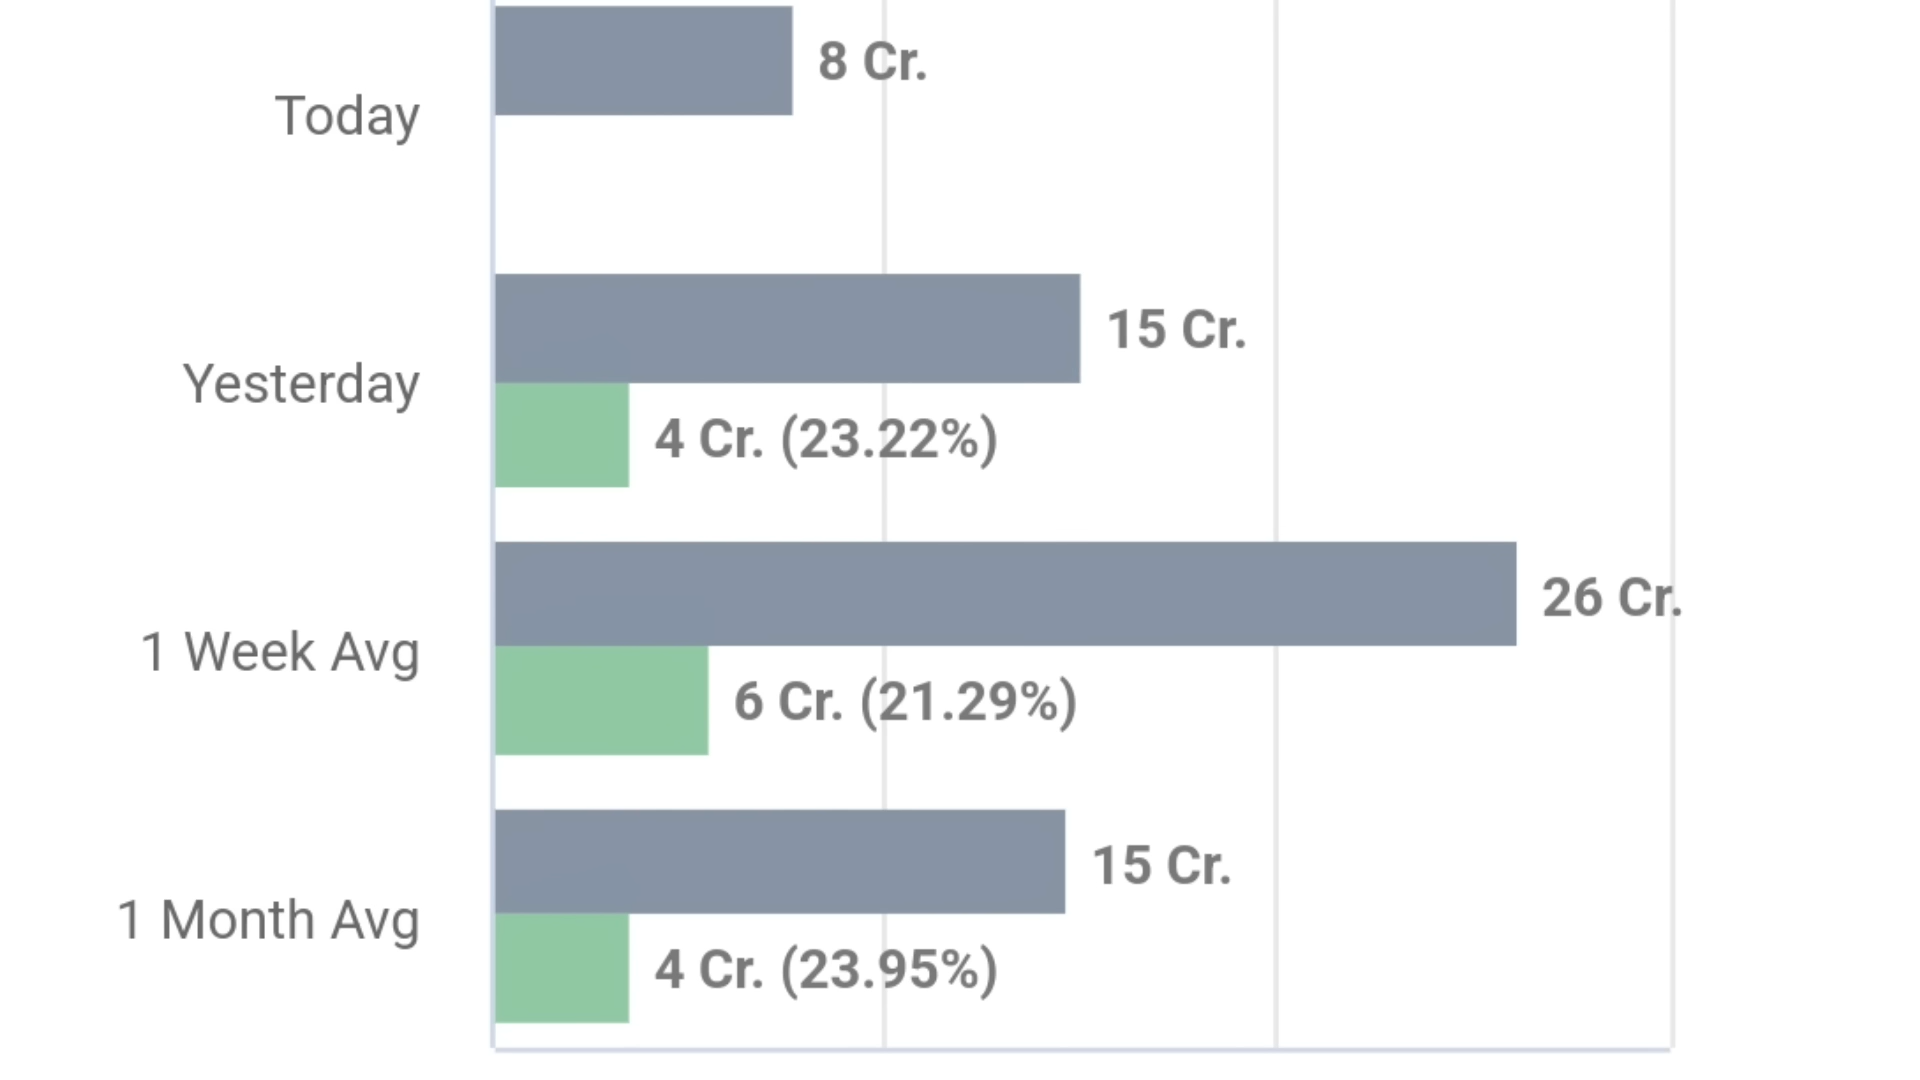 8 Cr.
Today
15 Cr.
Yesterday
4 Cr. (23.22%)
26 Cr.
1 Week Avg
6 Cr. (21.29%)
15 Cr.
1 Month Avg
4 Cr. (23.95%)